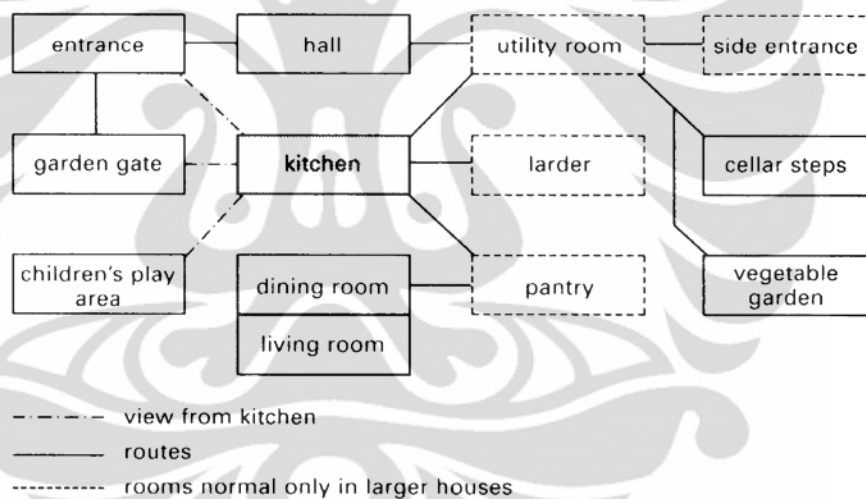 entrance
hall
utility room
side entrance
garden gate
kitchen
larder
cellar steps
children's play
area
dining room
pantry
vegetable
garden
living room
view from kitchen
routes
rooms normal only in larger houses